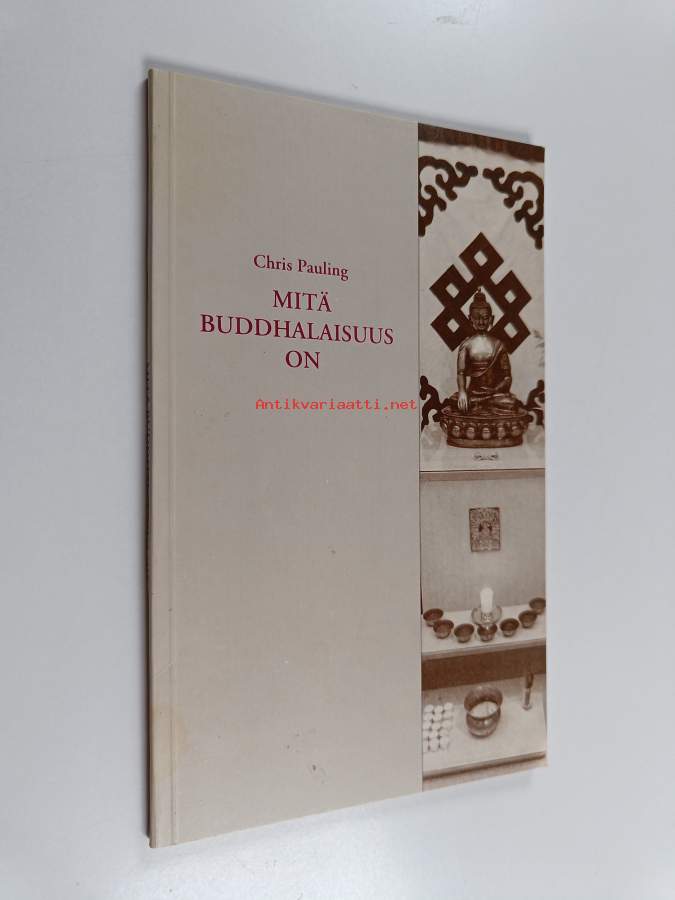 Chris Pauling
MITÄ
BUDDHALAISUUS
ON
Antikvariaatti.net